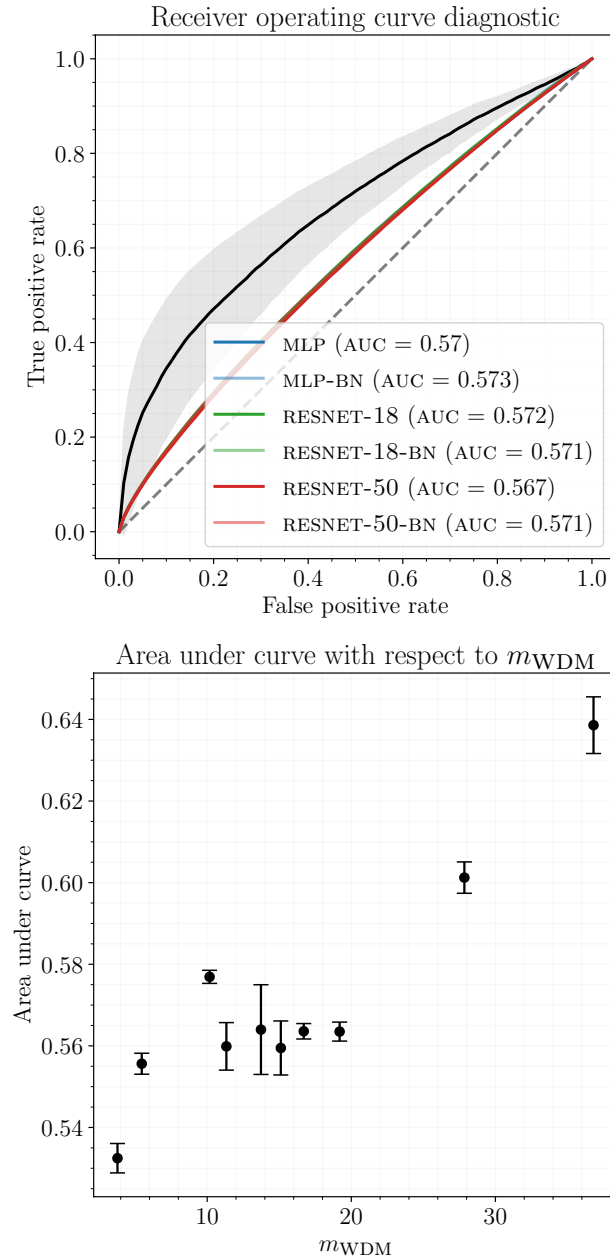 Receiver operating curve diagnostic
True positive rate
1.0
0.8
0.6
0.4
0.2
0.0
MLP (AUC = 0.57)
MLP-BN (AUC = 0.573)
RESNET-18 (AUC = 0.572)
RESNET-18-BN (AUC = 0.571)
RESNET-50 (AUC = 0.567)
RESNET-50-BN (AUC = 0.571)
0.0 0.2 0.4 0.6 0.8 1.0
False positive rate
Area under curve with respect to m_WDM
Area under curve
0.64
0.62
0.60
0.58
0.56
0.54
10 20 30
m_WDM